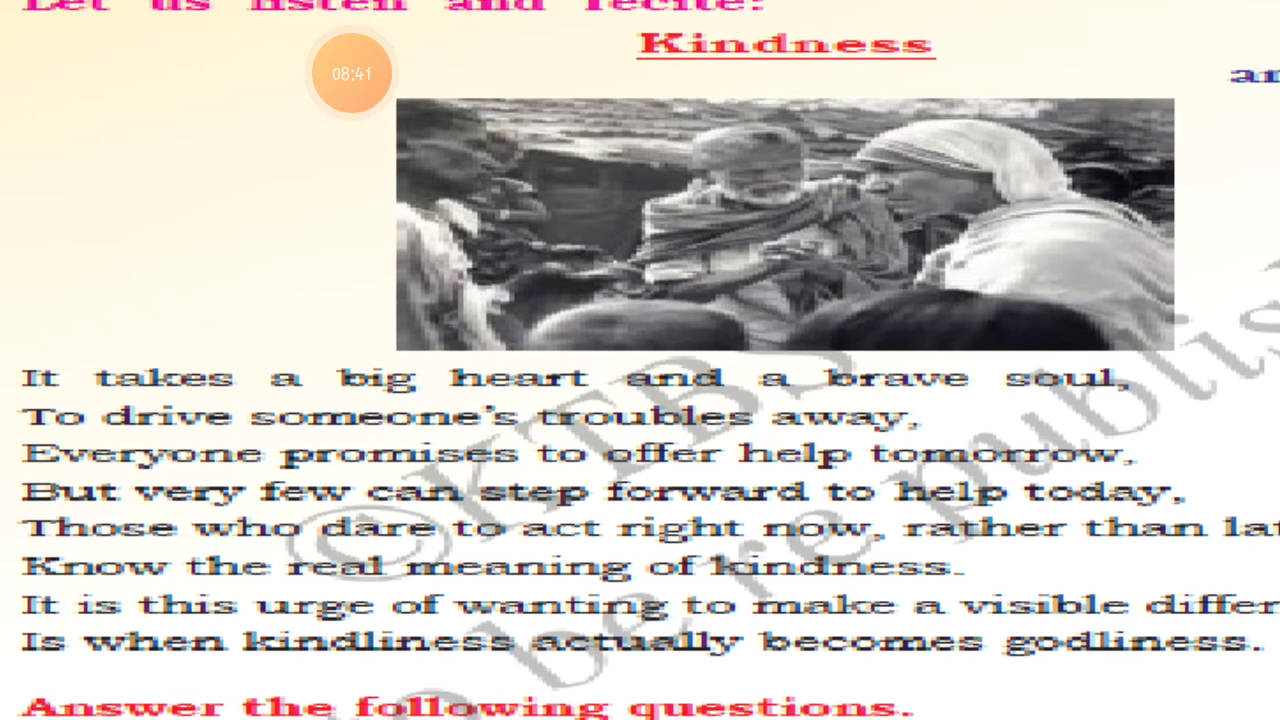 Let us listen and recite:
Kindness
08:41
It takes a big heart and a brave soul,
To drive someone's troubles away,
Everyone promises to offer help tomorrow,
But very few can step forward to help today,
Those who dare to act right now, rather than
Know the real meaning of kindness.
It is this urge of wanting to make a visible
Is when kindliness actually becomes godliness.
©KTBS
be re
Answer the following questions.